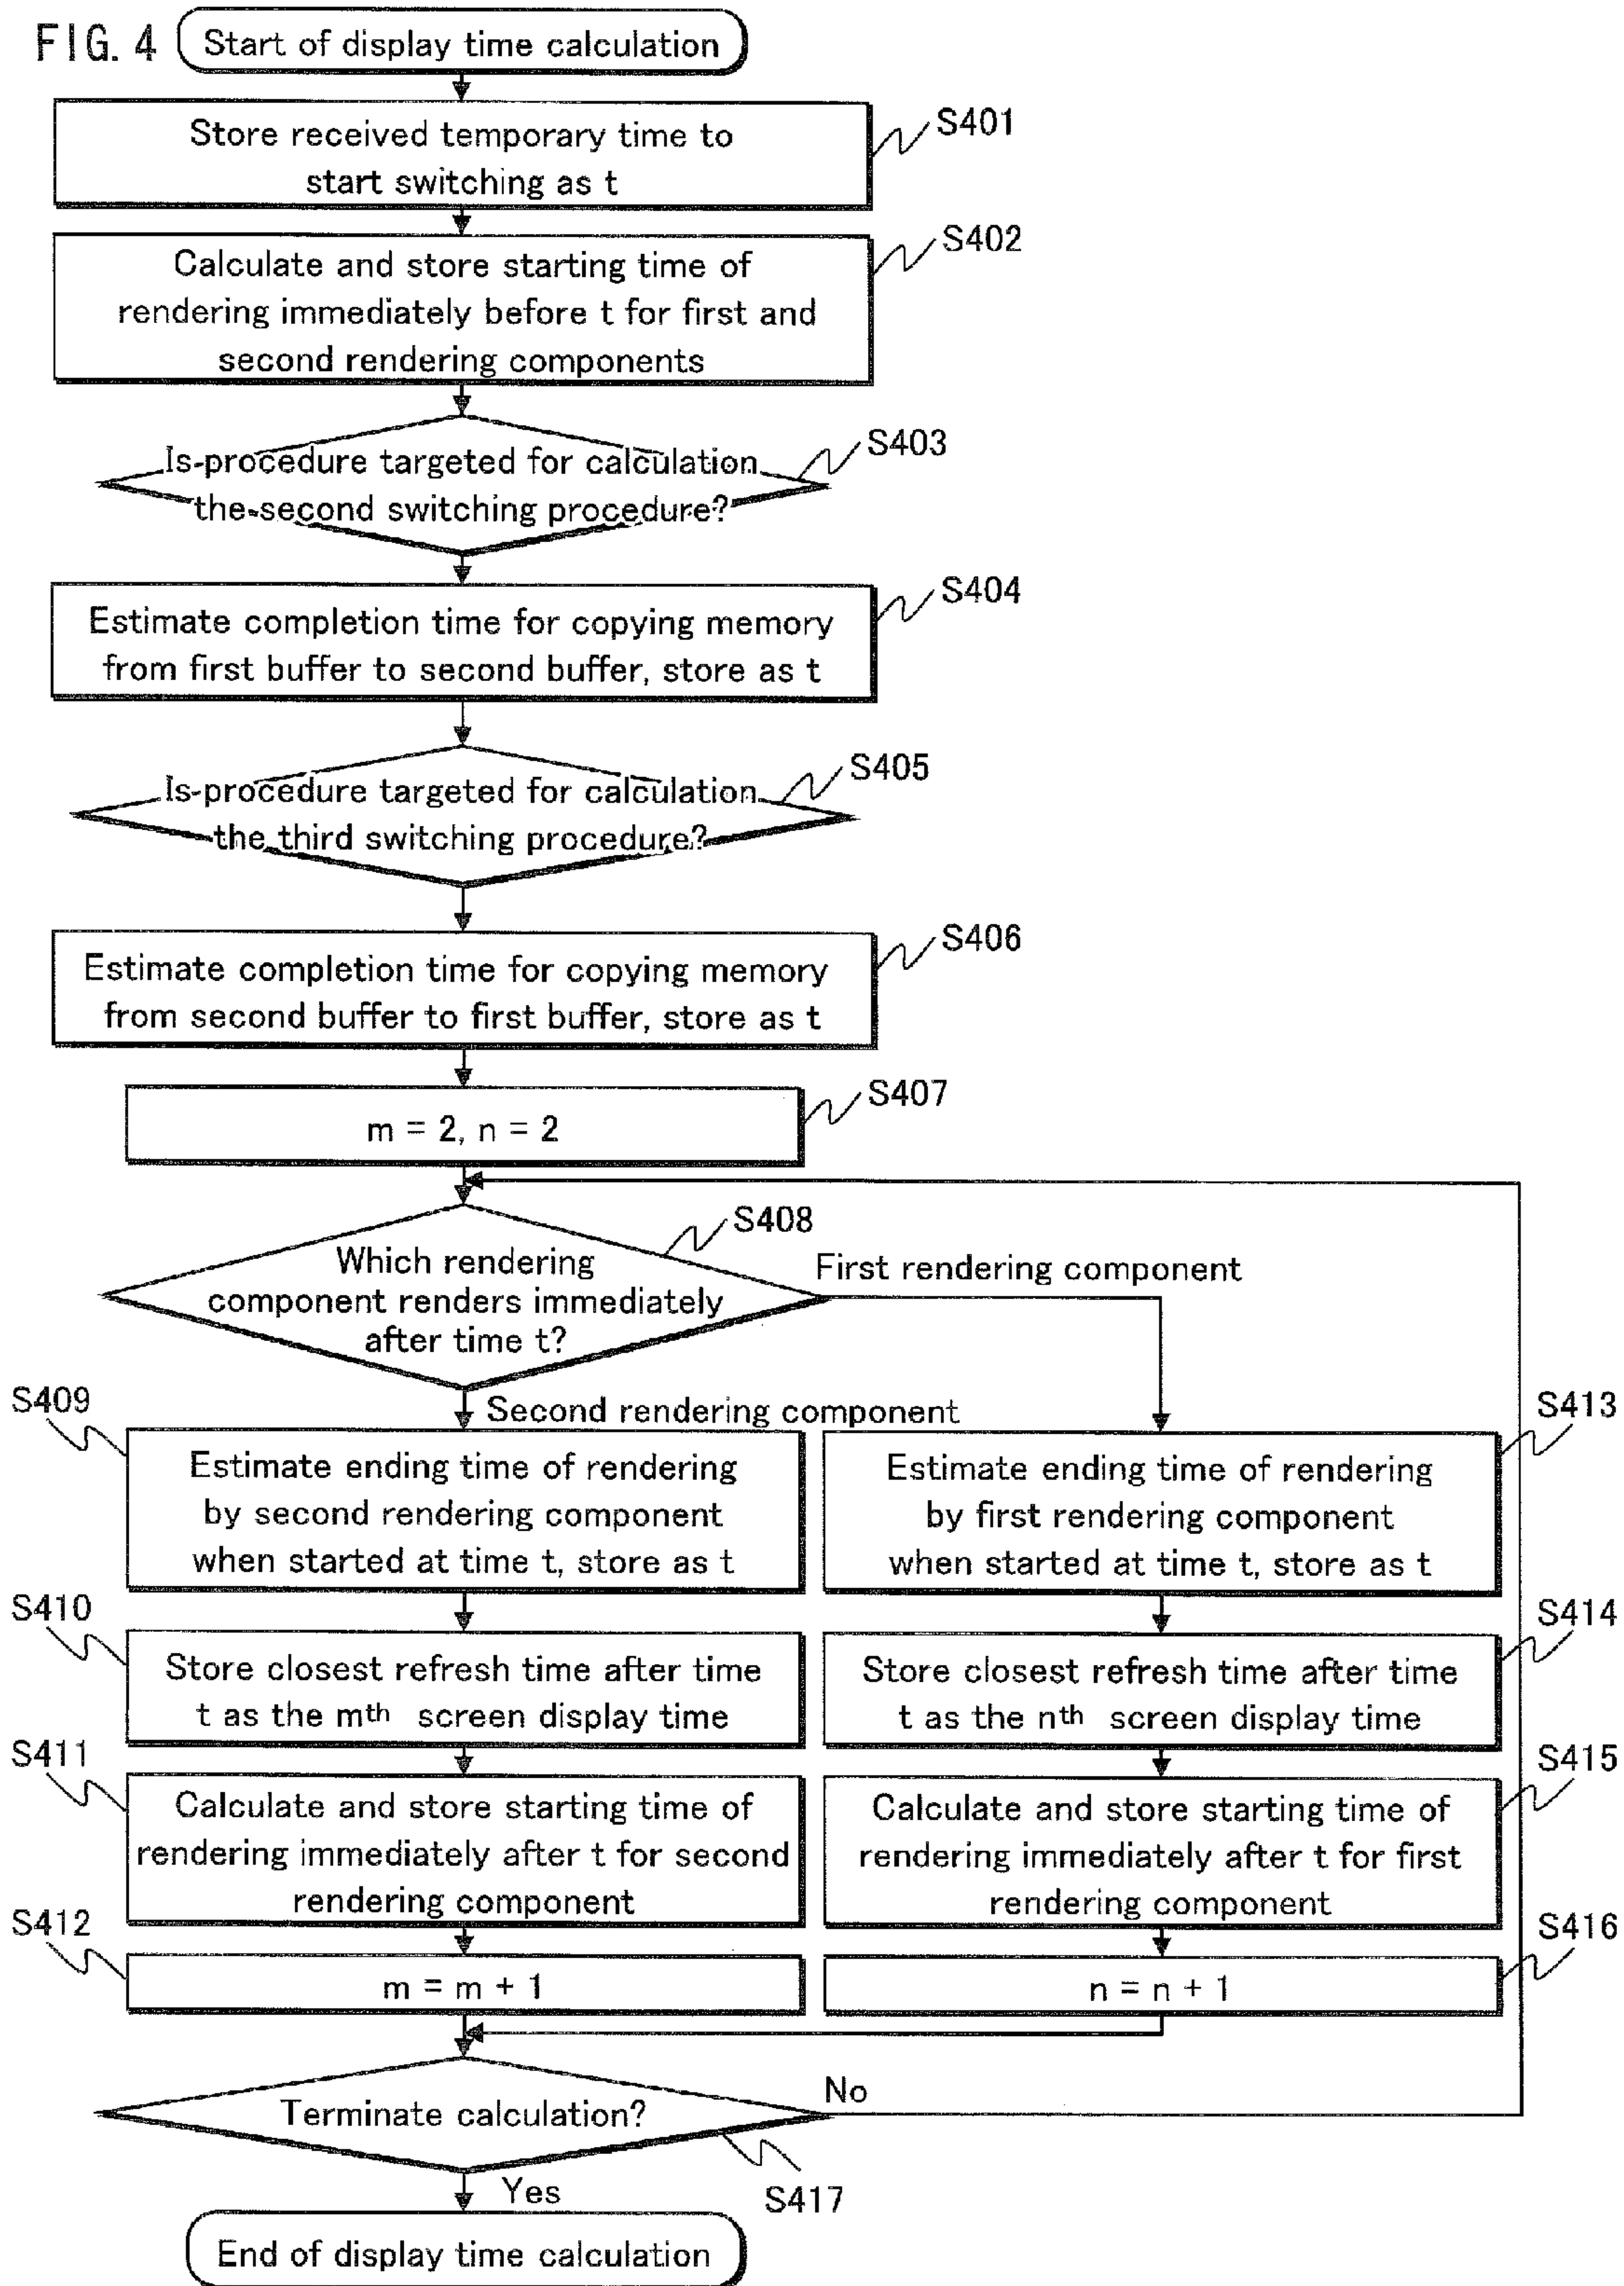 FIG. 4
Start of display time calculation
S401
Store received temporary time to
start switching as t
S402
Calculate and store starting time of
rendering immediately before t for first and
second rendering components
S403
Is procedure targeted for calculation
the second switching procedure?
S404
Estimate completion time for copying memory
from first buffer to second buffer, store as t
S405
Is procedure targeted for calculation
the third switching procedure?
S406
Estimate completion time for copying memory
from second buffer to first buffer, store as t
S407
m = 2, n = 2
S408
Which rendering
component renders immediately
after time t?
First rendering component
Second rendering component
S409
Estimate ending time of rendering
by second rendering component
when started at time t, store as t
S413
Estimate ending time of rendering
by first rendering component
when started at time t, store as t
S410
Store closest refresh time after time
t as the mth screen display time
S414
Store closest refresh time after time
t as the nth screen display time
S411
Calculate and store starting time of
rendering immediately after t for second
rendering component
S415
Calculate and store starting time of
rendering immediately after t for first
rendering component
S412
m = m + 1
S416
n = n + 1
Terminate calculation?
No
S417
Yes
End of display time calculation